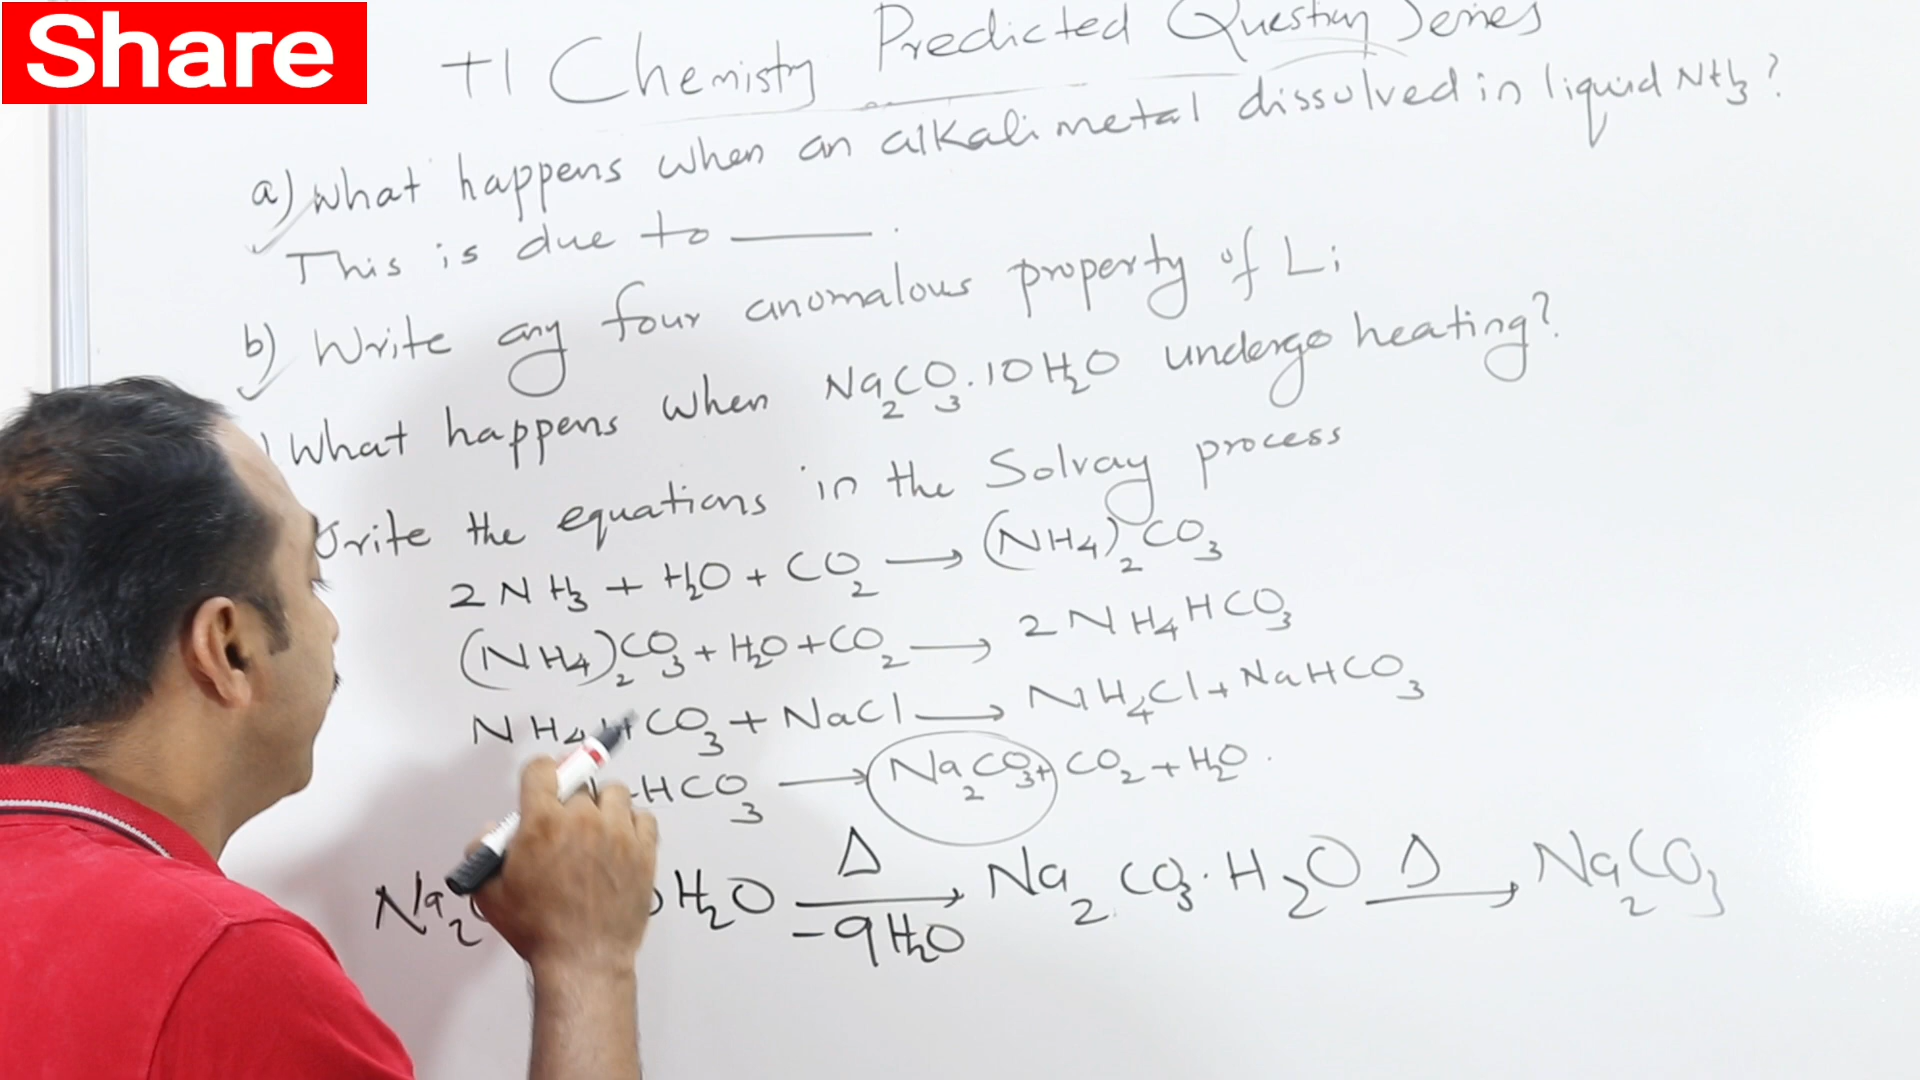 Share
+1 Chemistry Predicted Question Series
a) What happens when an alkali metal dissolved in liquid NH₃?
This is due to ———.
b) Write any four anomalous property of Li
) What happens when Na₂CO₃.10H₂O undergo heating?
Write the equations in the Solvay process
2NH₃ + H₂O + CO₂ ⟶ (NH₄)₂CO₃
(NH₄)₂CO₃ + H₂O + CO₂ ⟶ 2NH₄HCO₃
NH₄HCO₃ + NaCl ⟶ NH₄Cl + NaHCO₃
HCO₃ ⟶ Na₂CO₃ + CO₂ + H₂O.
Na₂ H₂O Δ⟶ -9H₂O Na₂CO₃.H₂O Δ⟶ Na₂CO₃